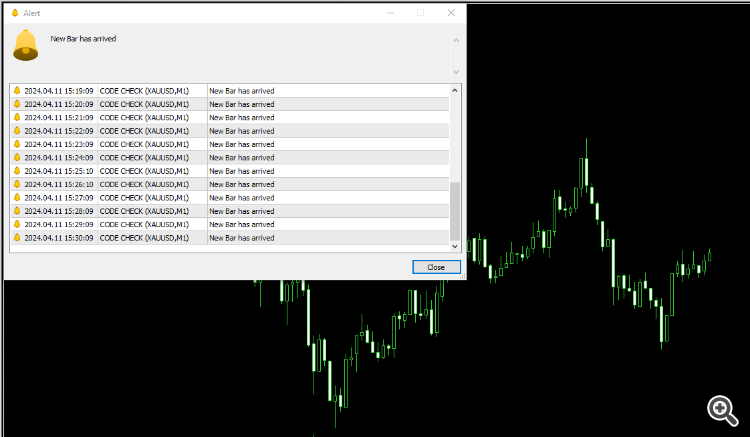 Alert
New Bar has arrived
2024.04.11 15:19:09 CODE CHECK (XAUUSD,M1) New Bar has arrived
2024.04.11 15:20:09 CODE CHECK (XAUUSD,M1) New Bar has arrived
2024.04.11 15:21:09 CODE CHECK (XAUUSD,M1) New Bar has arrived
2024.04.11 15:22:09 CODE CHECK (XAUUSD,M1) New Bar has arrived
2024.04.11 15:23:09 CODE CHECK (XAUUSD,M1) New Bar has arrived
2024.04.11 15:24:09 CODE CHECK (XAUUSD,M1) New Bar has arrived
2024.04.11 15:25:10 CODE CHECK (XAUUSD,M1) New Bar has arrived
2024.04.11 15:26:10 CODE CHECK (XAUUSD,M1) New Bar has arrived
2024.04.11 15:27:09 CODE CHECK (XAUUSD,M1) New Bar has arrived
2024.04.11 15:28:09 CODE CHECK (XAUUSD,M1) New Bar has arrived
2024.04.11 15:29:09 CODE CHECK (XAUUSD,M1) New Bar has arrived
2024.04.11 15:30:09 CODE CHECK (XAUUSD,M1) New Bar has arrived
Close